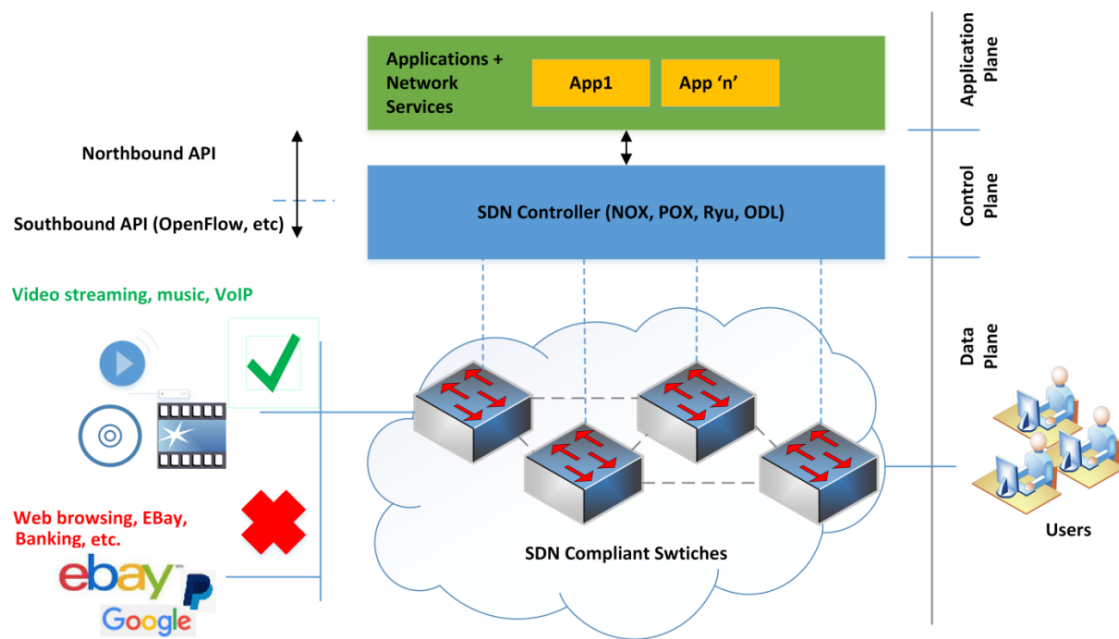 Applications +
Network
Services
App1
App ‘n’
Application
Plane
Northbound API
Southbound API (OpenFlow, etc)
SDN Controller (NOX, POX, Ryu, ODL)
Control
Plane
Video streaming, music, VoIP
Data
Plane
Web browsing, EBay,
Banking, etc.
ebay
Google
SDN Compliant Swtiches
Users